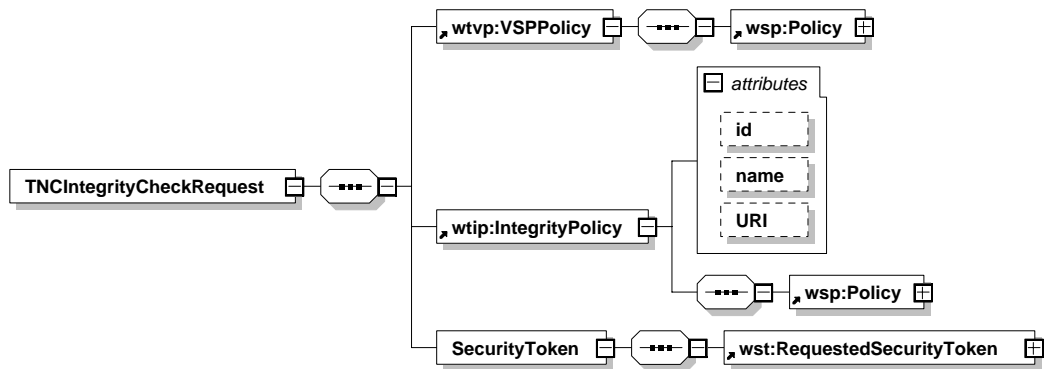 wtvp:VSPPolicy
wsp:Policy
attributes
id
name
URI
TNCIntegrityCheckRequest
wtip:IntegrityPolicy
wsp:Policy
SecurityToken
wst:RequestedSecurityToken